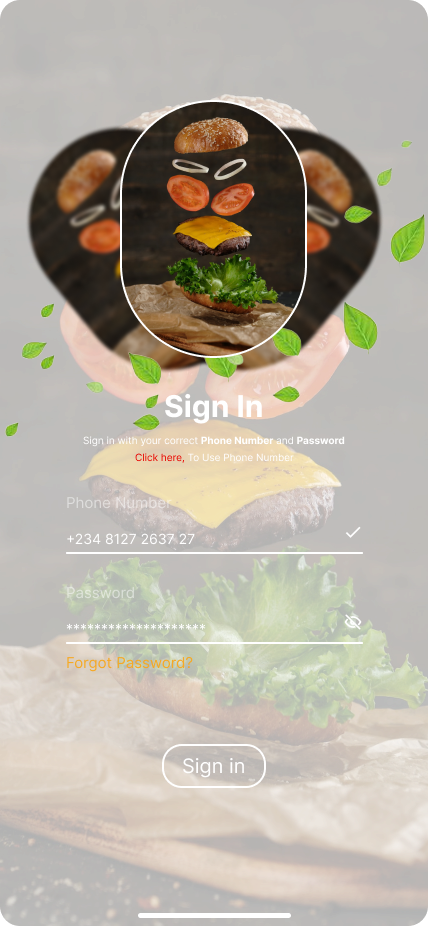 Sign In
Sign in with your correct Phone Number and Password
Click here, To Use Phone Number
Phone Number
+234 8127 2637 27
Password
********************
Forgot Password?
Sign in